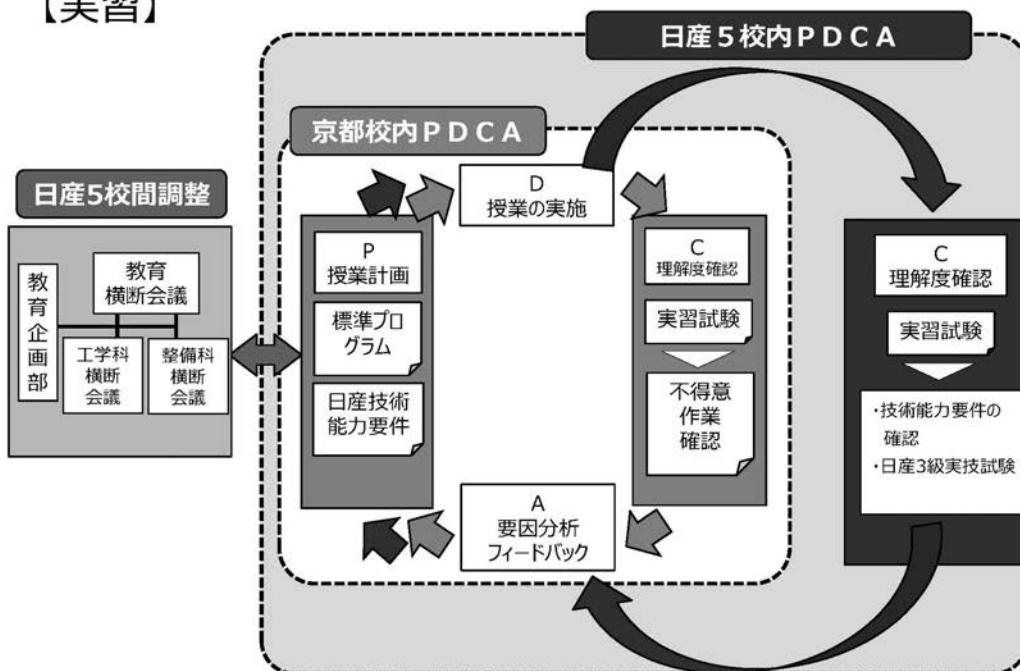 【実習】
日産５校内ＰＤＣＡ
京都校内ＰＤＣＡ
日産5校間調整
教育企画部
教育
横断会議
工学科
横断
会議
整備科
横断
会議
P
授業計画
標準プロ
グラム
日産技術
能力要件
D
授業の実施
C
理解度確認
実習試験
不得意
作業
確認
A
要因分析
フィードバック
C
理解度確認
実習試験
・技術能力要件の
確認
・日産3級実技試験